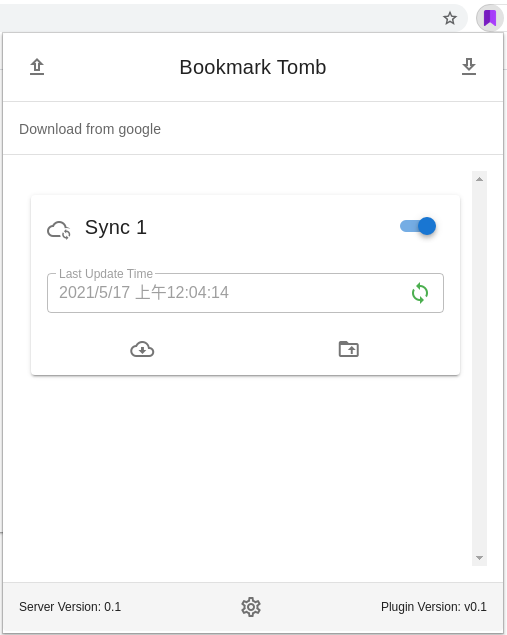 Bookmark Tomb
Download from google
Sync 1
Last Update Time
2021/5/17 上午12:04:14
Server Version: 0.1
Plugin Version: v0.1